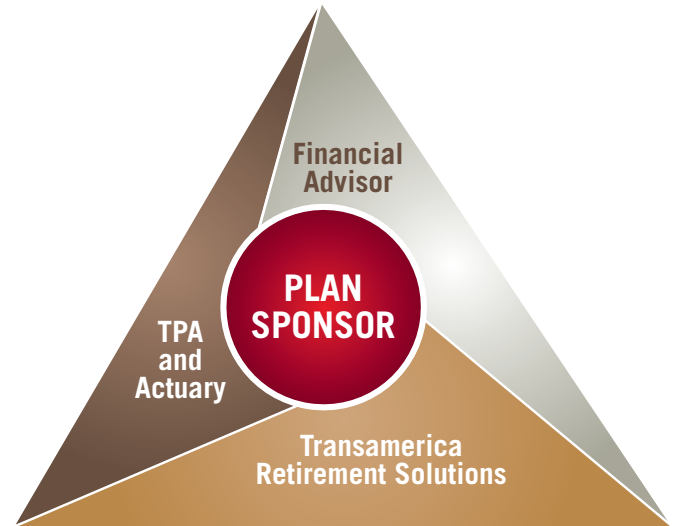 Financial
Advisor
PLAN
SPONSOR
TPA
and
Actuary
Transamerica
Retirement Solutions